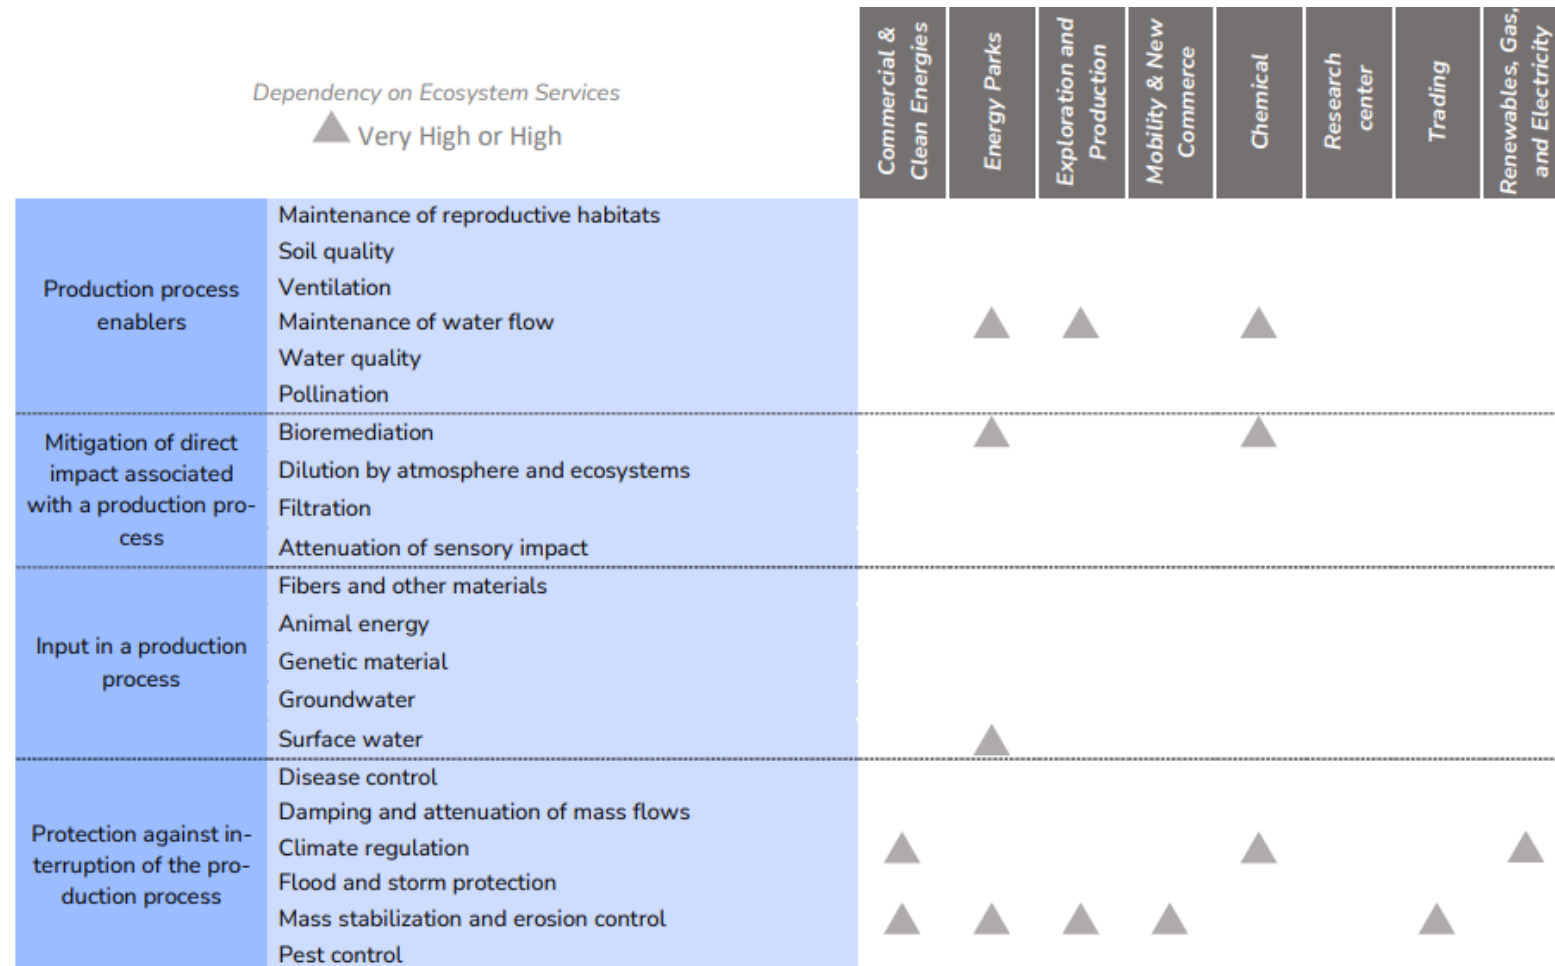 Dependency on Ecosystem Services
Very High or High
Commercial &
Clean Energies
Energy Parks
Exploration and
Production
Mobility & New
Commerce
Chemical
Research
center
Trading
Renewables, Gas,
and Electricity
Production process
enablers
Maintenance of reproductive habitats
Soil quality
Ventilation
Maintenance of water flow
Water quality
Pollination
Mitigation of direct
impact associated
with a production pro-
cess
Bioremediation
Dilution by atmosphere and ecosystems
Filtration
Attenuation of sensory impact
Input in a production
process
Fibers and other materials
Animal energy
Genetic material
Groundwater
Surface water
Protection against in-
terruption of the pro-
duction process
Disease control
Damping and attenuation of mass flows
Climate regulation
Flood and storm protection
Mass stabilization and erosion control
Pest control